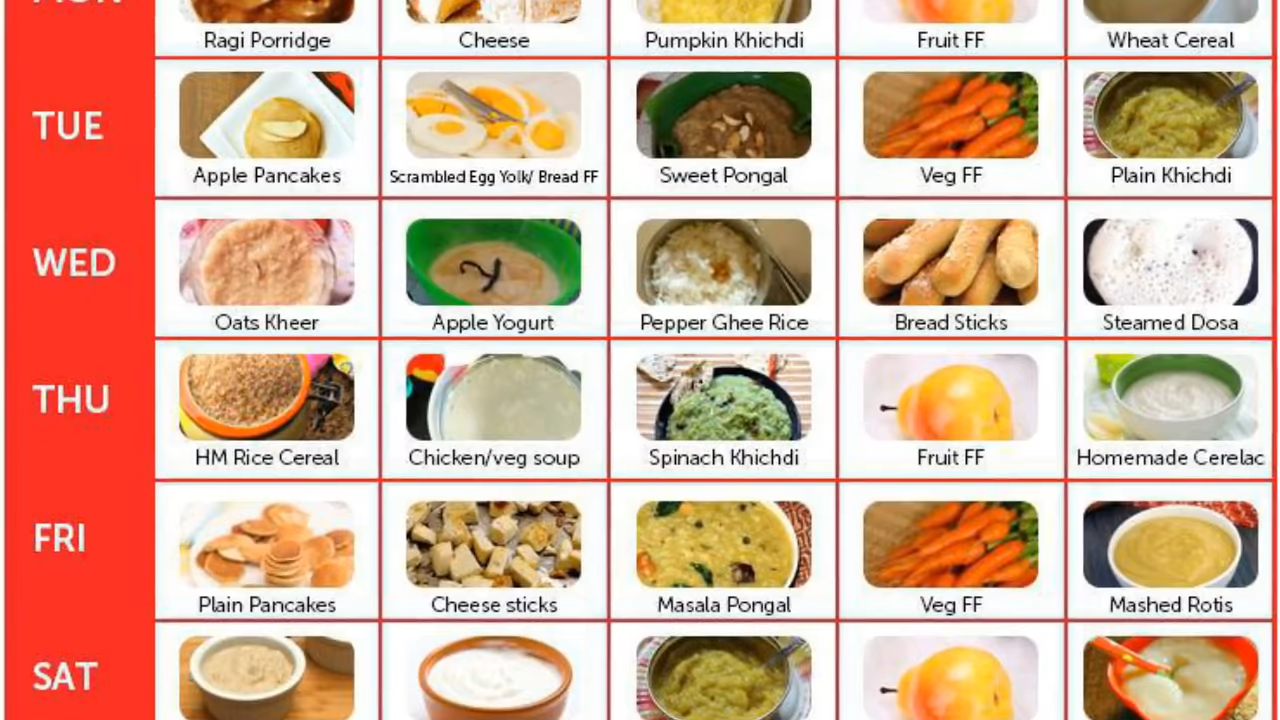 MON
Ragi Porridge
Cheese
Pumpkin Khichdi
Fruit FF
Wheat Cereal
TUE
Apple Pancakes
Scrambled Egg Yolk/ Bread FF
Sweet Pongal
Veg FF
Plain Khichdi
WED
Oats Kheer
Apple Yogurt
Pepper Ghee Rice
Bread Sticks
Steamed Dosa
THU
HM Rice Cereal
Chicken/veg soup
Spinach Khichdi
Fruit FF
Homemade Cerelac
FRI
Plain Pancakes
Cheese sticks
Masala Pongal
Veg FF
Mashed Rotis
SAT